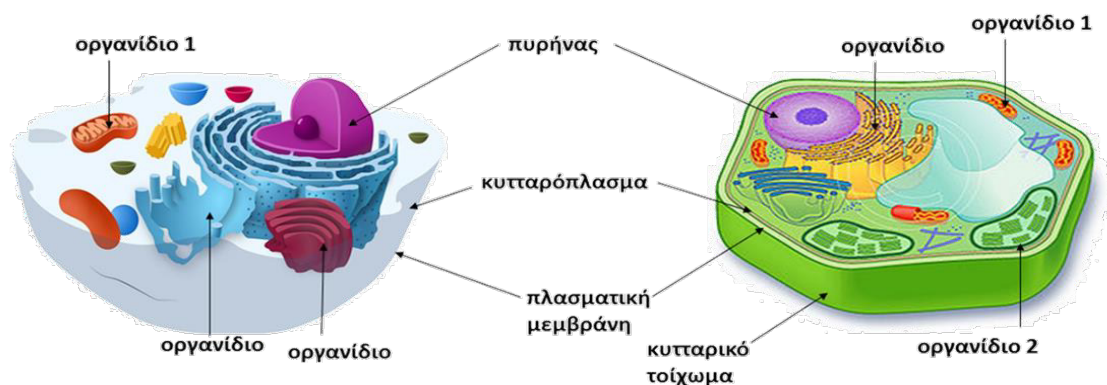 οργανίδιο 1
πυρήνας
οργανίδιο
οργανίδιο 1
κυτταρόπλασμα
πλασματική
μεμβράνη
οργανίδιο
οργανίδιο
κυτταρικό
τοίχωμα
οργανίδιο 2